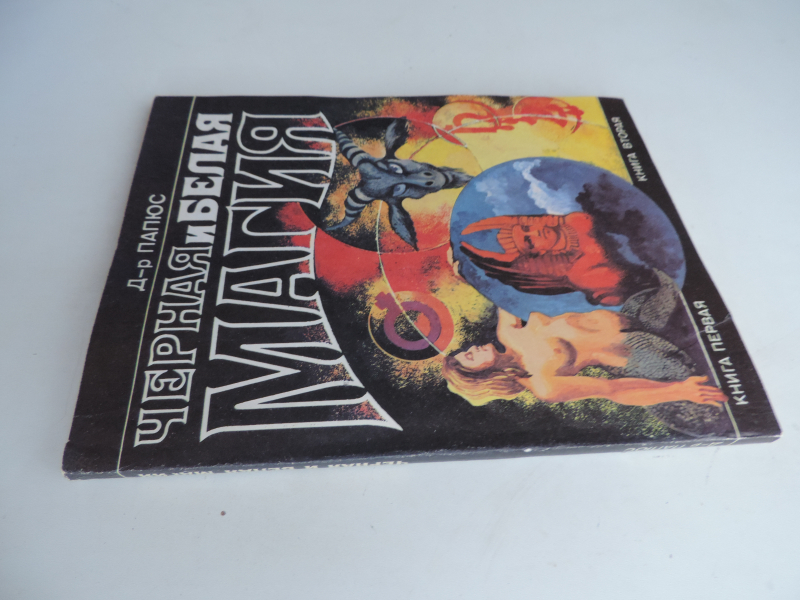 Д-р ПАПЮС
ЧЕРНАЯ И БЕЛАЯ
МАГИЯ
КНИГА ПЕРВАЯ
КНИГА ВТОРАЯ